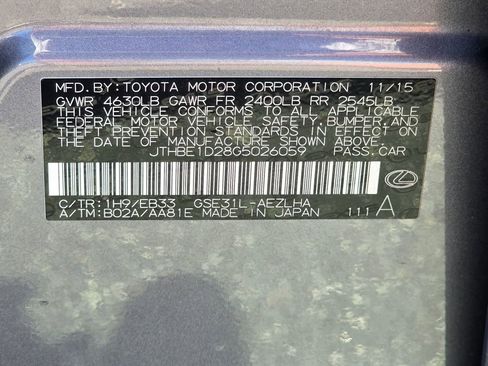 MFD.BY:TOYOTA MOTOR CORPORATION 11/15
GVWR 4630LB GAWR FR 2400LB RR 2545LB
THIS VEHICLE CONFORMS TO ALL APPLICABLE
FEDERAL MOTOR VEHICLE SAFETY,BUMPER,AND
THEFT PREVENTION STANDARDS IN EFFECT ON
THE DATE OF MANUFACTURE SHOWN ABOVE.
JTHBE1D28G5026059 PASS.CAR
C/TR:1H9/EB33 GSE31L-AEZLHA
A/TM:B02A/AA81E MADE IN JAPAN 111 A